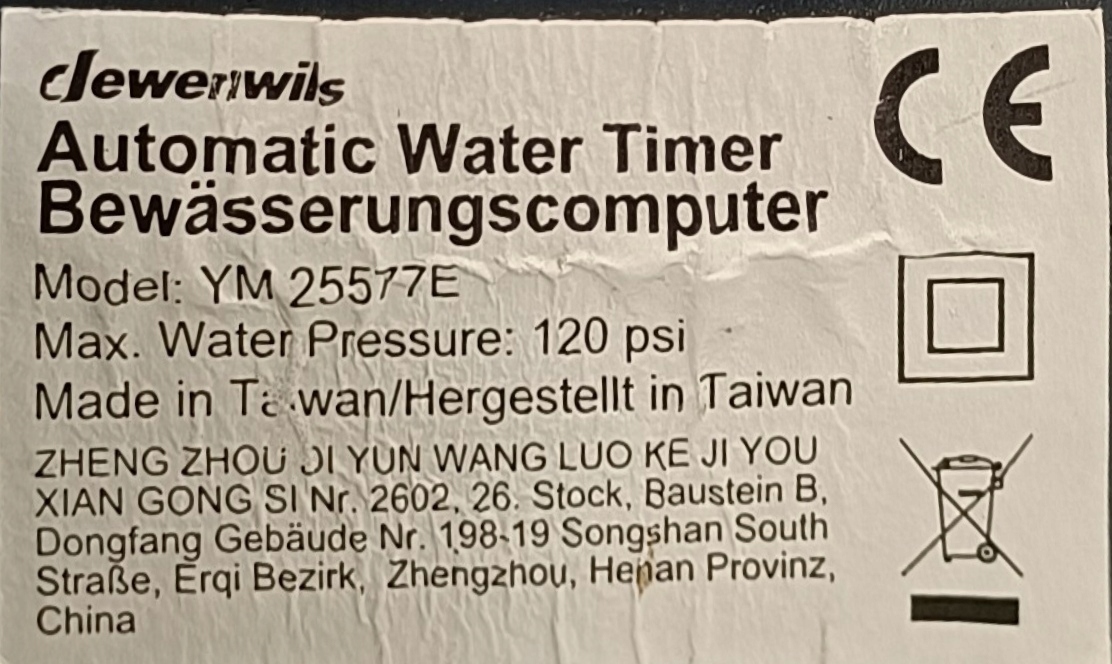 dewenwils
Automatic Water Timer
Bewässerungscomputer
Model: YM 25577E
Max. Water Pressure: 120 psi
Made in Taiwan/Hergestellt in Taiwan
ZHENG ZHOU JI YUN WANG LUO KE JI YOU
XIAN GONG SI Nr. 2602, 26. Stock, Baustein B,
Dongfang Gebäude Nr. 198-19 Songshan South
Straße, Erqi Bezirk, Zhengzhou, Henan Provinz,
China
CE